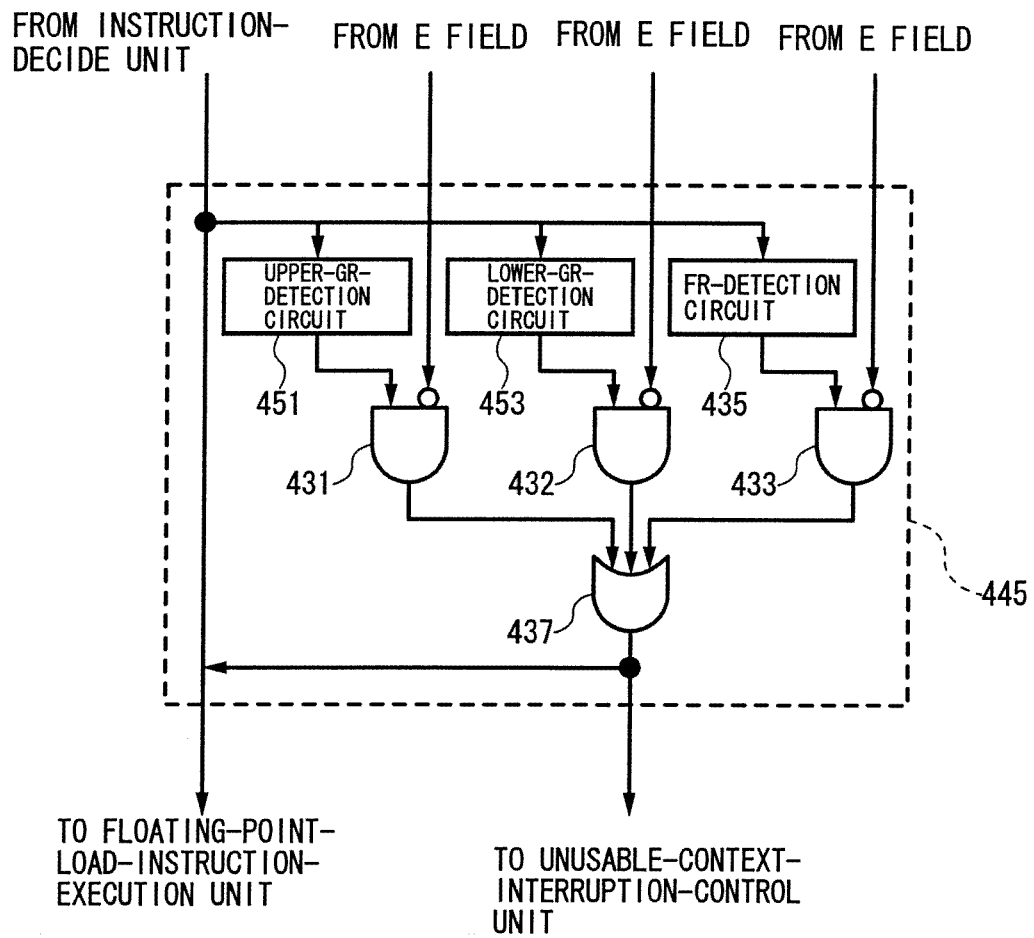 FROM INSTRUCTION-
DECIDE UNIT
FROM E FIELD
FROM E FIELD
FROM E FIELD
UPPER-GR-
DETECTION
CIRCUIT
LOWER-GR-
DETECTION
CIRCUIT
FR-DETECTION
CIRCUIT
451
453
435
431
432
433
437
445
TO FLOATING-POINT-
LOAD-INSTRUCTION-
EXECUTION UNIT
TO UNUSABLE-CONTEXT-
INTERRUPTION-CONTROL
UNIT